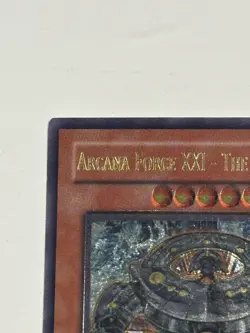 ARCANA FORCE XXI - THE